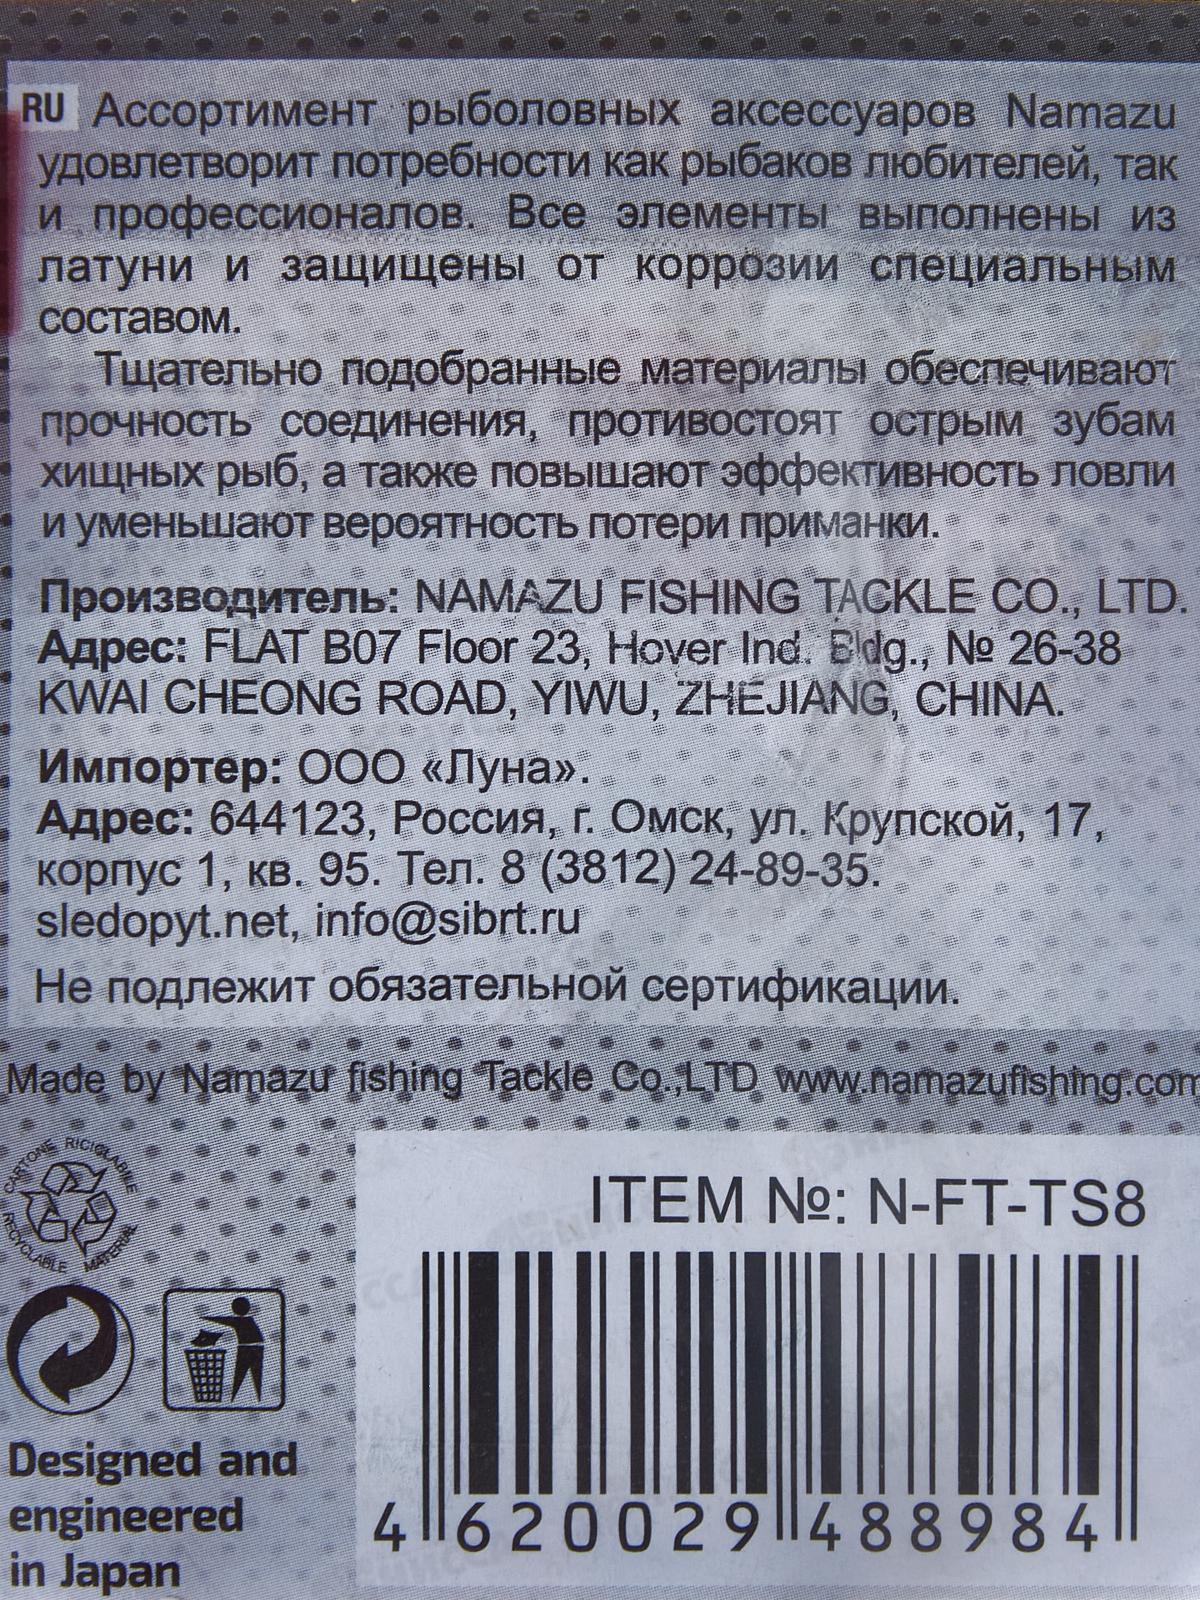 RU Ассортимент рыболовных аксессуаров Namazu
удовлетворит потребности как рыбаков любителей, так
и профессионалов. Все элементы выполнены из
латуни и защищены от коррозии специальным
составом.
Тщательно подобранные материалы обеспечивают
прочность соединения, противостоят острым зубам
хищных рыб, а также повышают эффективность ловли
и уменьшают вероятность потери приманки.
Производитель: NAMAZU FISHING TACKLE CO., LTD.
Адрес: FLAT B07 Floor 23, Hover Ind. Bldg., № 26-38
KWAI CHEONG ROAD, YIWU, ZHEJIANG, CHINA.
Импортер: ООО «Луна».
Адрес: 644123, Россия, г. Омск, ул. Крупской, 17,
корпус 1, кв. 95. Тел. 8 (3812) 24-89-35.
sledopyt.net, info@sibrt.ru
Не подлежит обязательной сертификации.
Made by Namazu fishing Tackle Co.,LTD www.namazufishing.com
CARTONE RICICLABILE
RECYCLABLE MATERIAL
ITEM №: N-FT-TS8
4 620029 488984
Designed and
engineered
in Japan